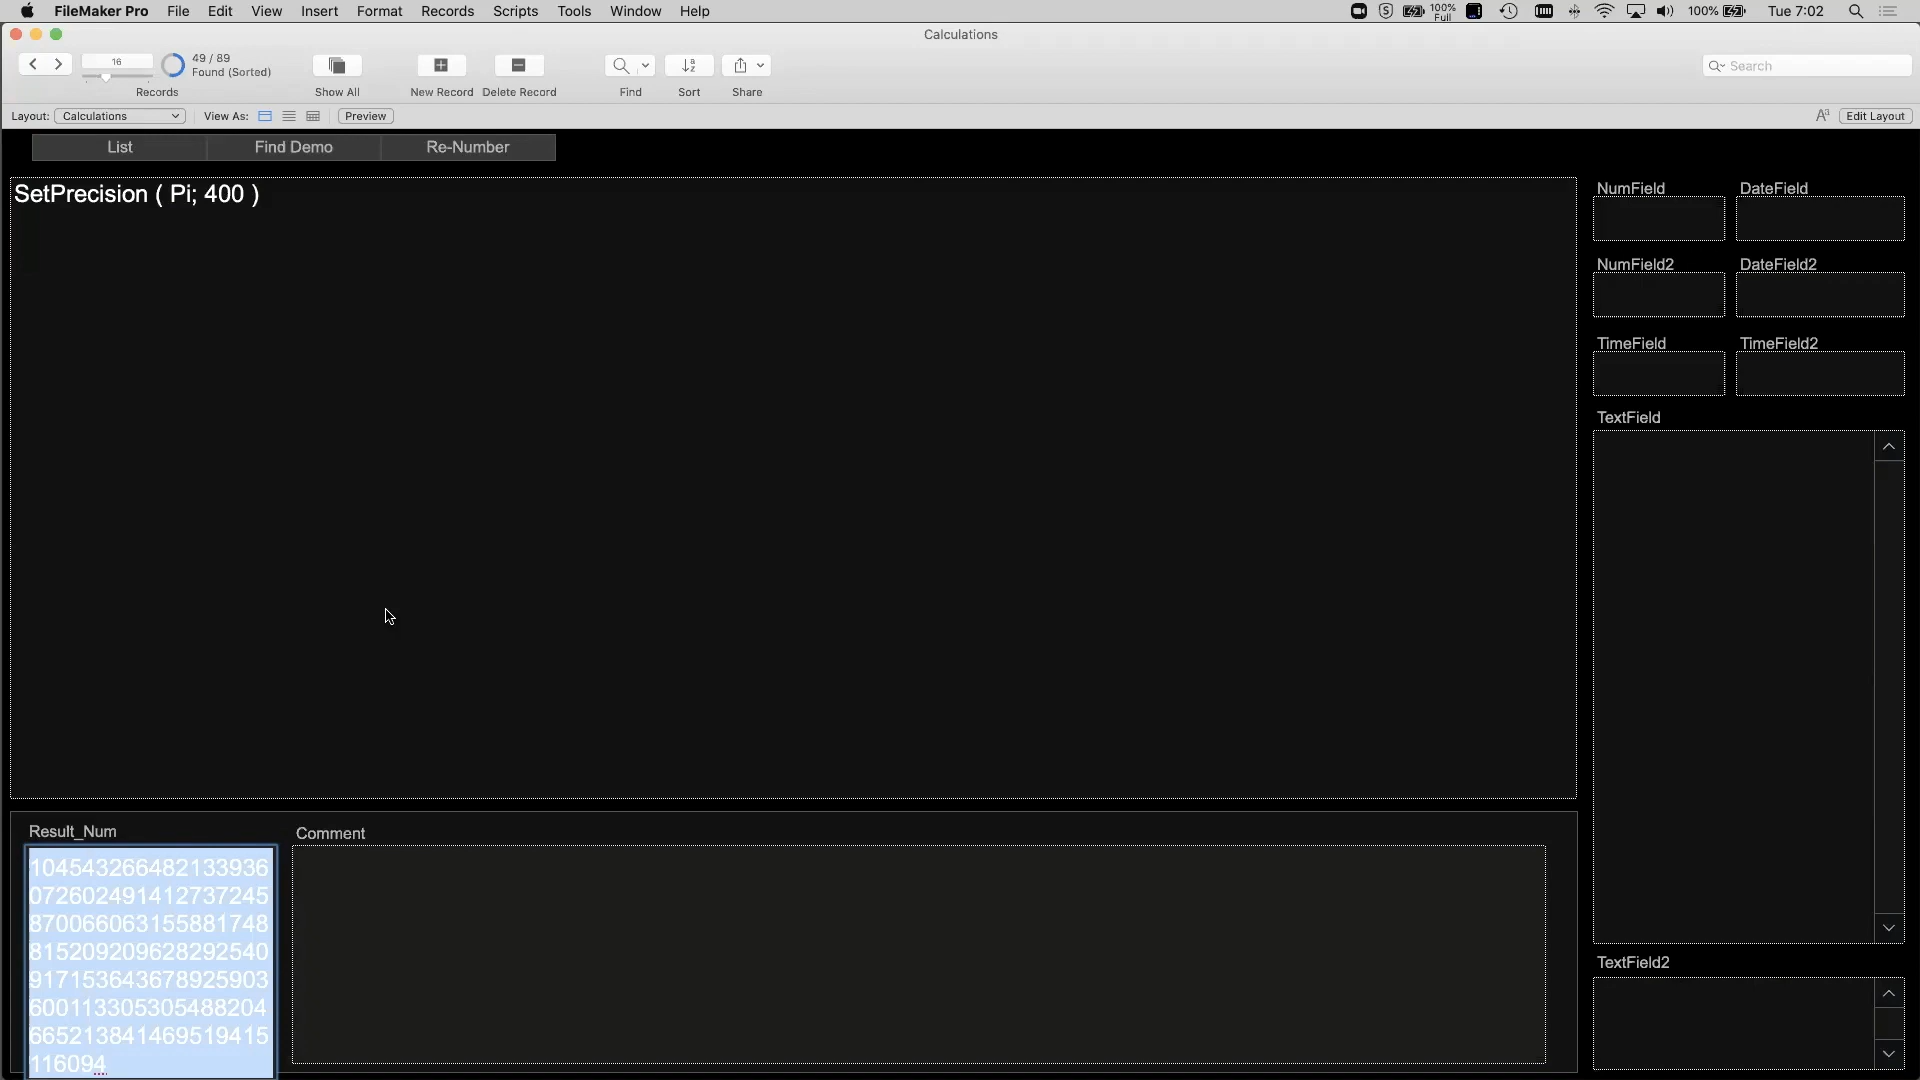 FileMaker Pro File Edit View Insert Format Records Scripts Tools Window Help 100% Full 100% Tue 7:02
Calculations
16 49 / 89 Found (Sorted)
Records Show All New Record Delete Record Find Sort Share Search
Layout: Calculations View As: Preview Edit Layout
List Find Demo Re-Number
SetPrecision ( Pi; 400 )
NumField DateField
NumField2 DateField2
TimeField TimeField2
TextField
TextField2
Result_Num Comment
104543266482133936
072602491412737245
870066063155881748
815209209628292540
917153643678925903
600113305305488204
665213841469519415
116094